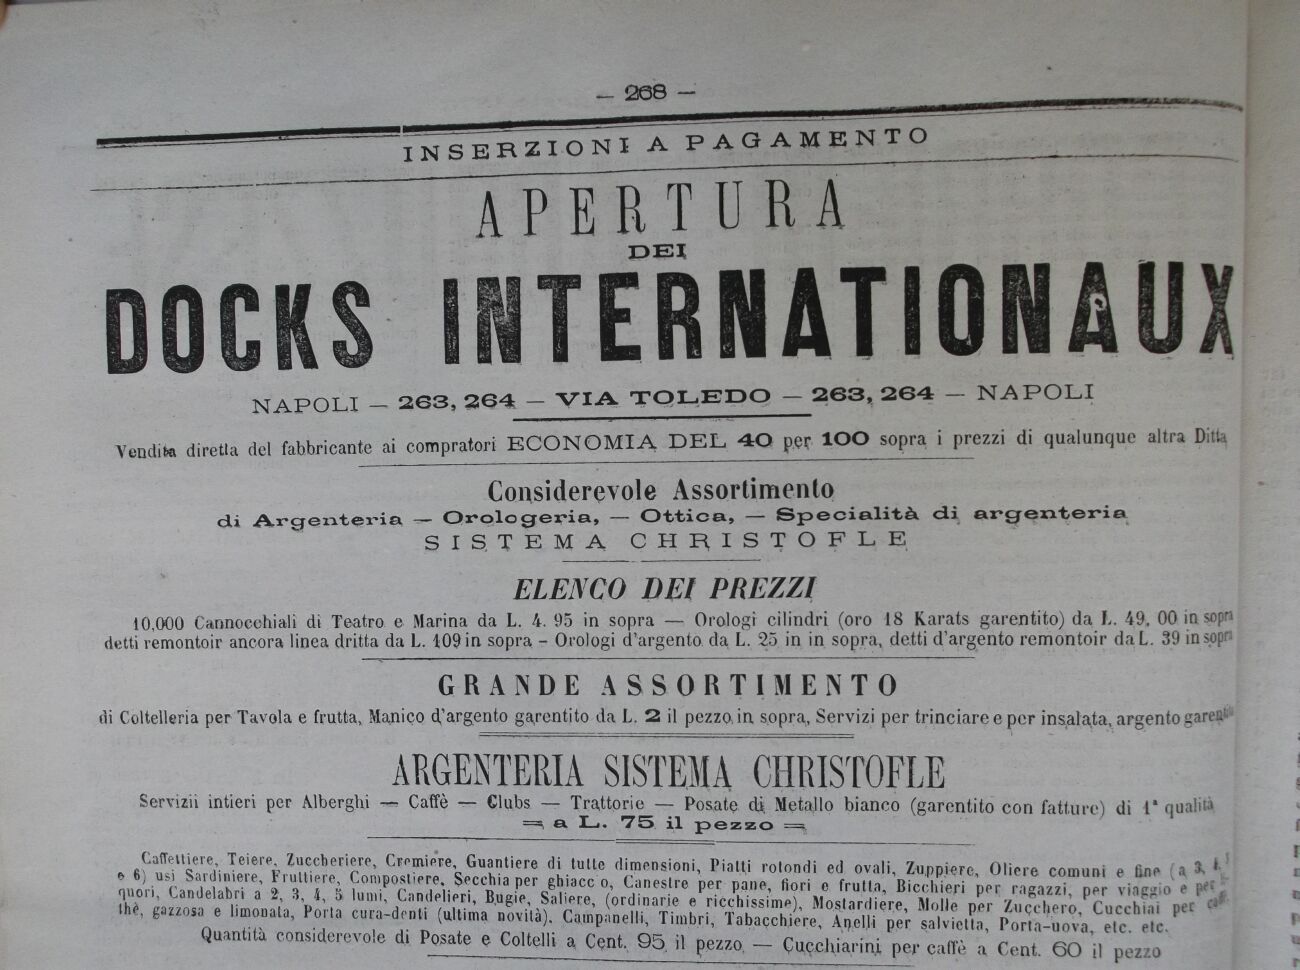 — 268 —
INSERZIONI A PAGAMENTO
APERTURA
DEI
DOCKS INTERNATIONAUX
NAPOLI — 263, 264 — VIA TOLEDO — 263, 264 — NAPOLI
Vendita diretta del fabbricante ai compratori ECONOMIA DEL 40 per 100 sopra i prezzi di qualunque altra Ditta
Considerevole Assortimento
di Argenteria — Orologeria, — Ottica, — Specialità di argenteria
SISTEMA CHRISTOFLE
ELENCO DEI PREZZI
10,000 Cannocchiali di Teatro e Marina da L. 4. 95 in sopra — Orologi cilindri (oro 18 Karats garentito) da L. 49, 00 in sopra
detti remontoir ancora linea dritta da L. 109 in sopra – Orologi d'argento da L. 25 in in sopra, detti d'argento remontoir da L. 39 in sopra
GRANDE ASSORTIMENTO
di Coltelleria per Tavola e frutta, Manico d'argento garentito da L. 2 il pezzo in sopra, Servizi per trinciare e per insalata, argento garentito
ARGENTERIA SISTEMA CHRISTOFLE
Servizii intieri per Alberghi — Caffè — Clubs — Trattorie — Posate di Metallo bianco (garentito con fatture) di 1ª qualità
a L. 75 il pezzo
Caffettiere, Teiere, Zuccheriere, Cremiere, Guantiere di tutte dimensioni, Piatti rotondi ed ovali, Zuppiere, Oliere comuni e fine (a 3, 4,
e 6) usi Sardiniere, Fruttiere, Compostiere, Secchia per ghiaccio, Canestre per pane, fiori e frutta, Bicchieri per ragazzi, per viaggio e per
quori, Candelabri a 2, 3, 4, 5 lumi, Candelieri, Bugie, Saliere, (ordinarie e ricchissime), Mostardiere, Molle per Zucchero, Cucchiai per
thè, gazzosa e limonata, Porta cura-denti (ultima novità). Campanelli, Timbri, Tabacchiere, Anelli per salvietta, Porta-uova, etc. etc.
Quantità considerevole di Posate e Coltelli a Cent. 95 il pezzo — Cucchiarini per caffè a Cent. 60 il pezzo